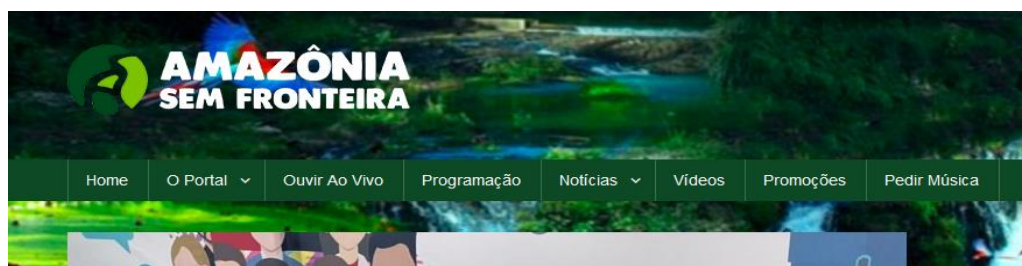 AMAZÔNIA
SEM FRONTEIRA
Home O Portal Ouvir Ao Vivo Programação Notícias Vídeos Promoções Pedir Música